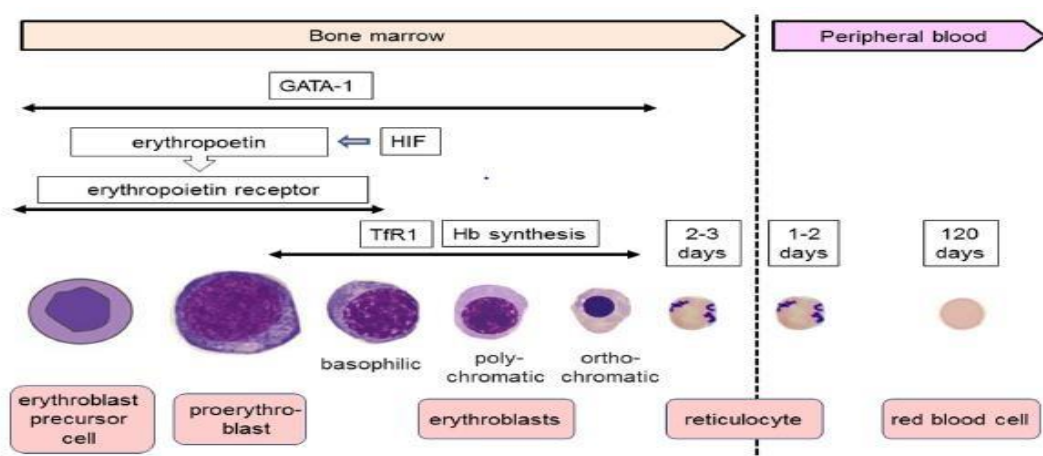 Bone marrow
Peripheral blood
GATA-1
erythropoetin
HIF
erythropoietin receptor
TfR1
Hb synthesis
2-3
days
1-2
days
120
days
basophilic
poly-
chromatic
ortho-
chromatic
erythroblast
precursor
cell
proerythro-
blast
erythroblasts
reticulocyte
red blood cell